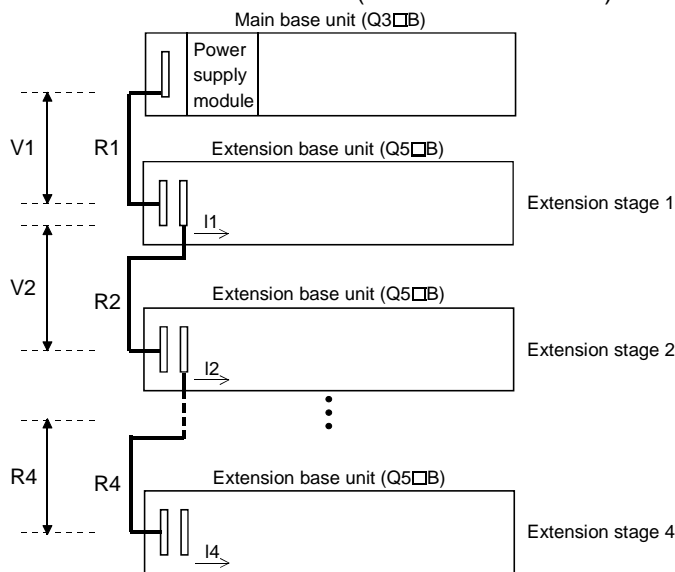 Main base unit (Q3□B)
Power
supply
module
V1
R1
Extension base unit (Q5□B)
I1
Extension stage 1
V2
R2
Extension base unit (Q5□B)
I2
Extension stage 2
R4
R4
Extension base unit (Q5□B)
I4
Extension stage 4